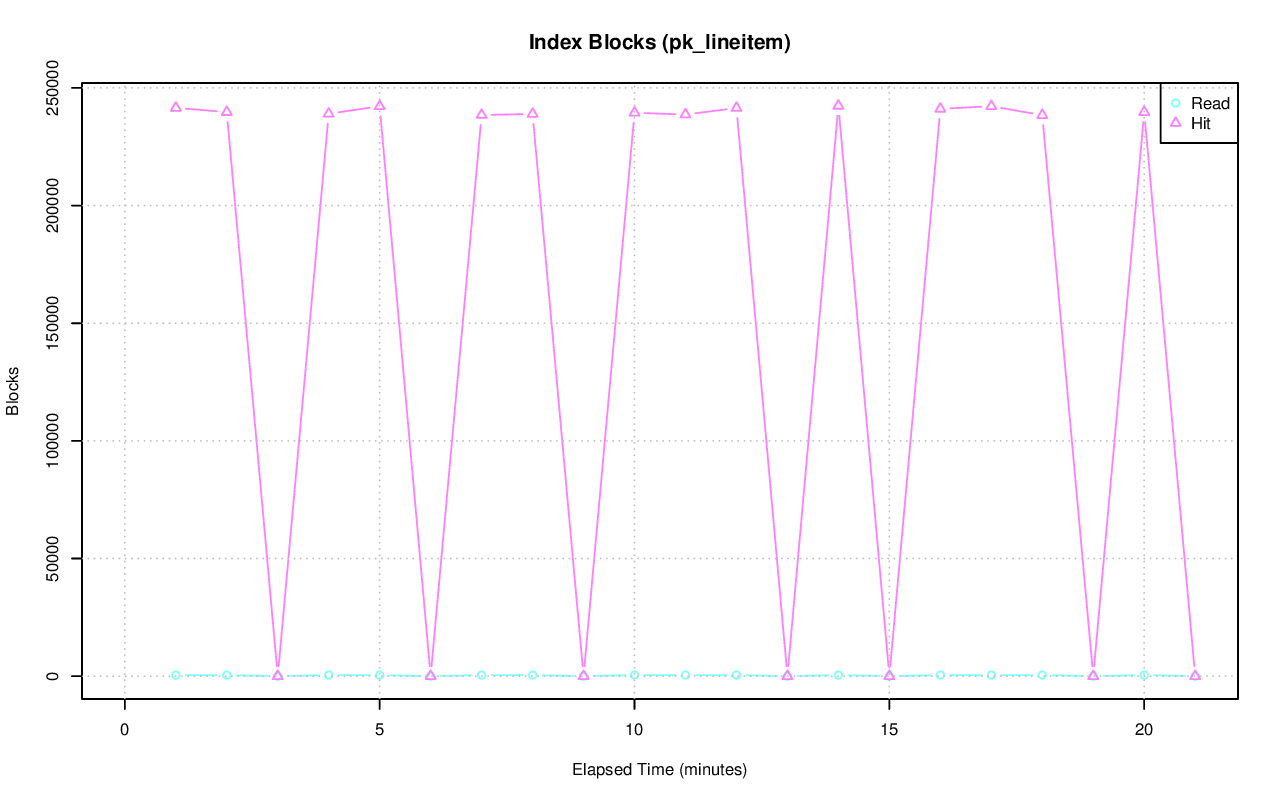 Index Blocks (pk_lineitem)
Read
Hit
250000
200000
150000
100000
50000
0
Blocks
0 5 10 15 20
Elapsed Time (minutes)